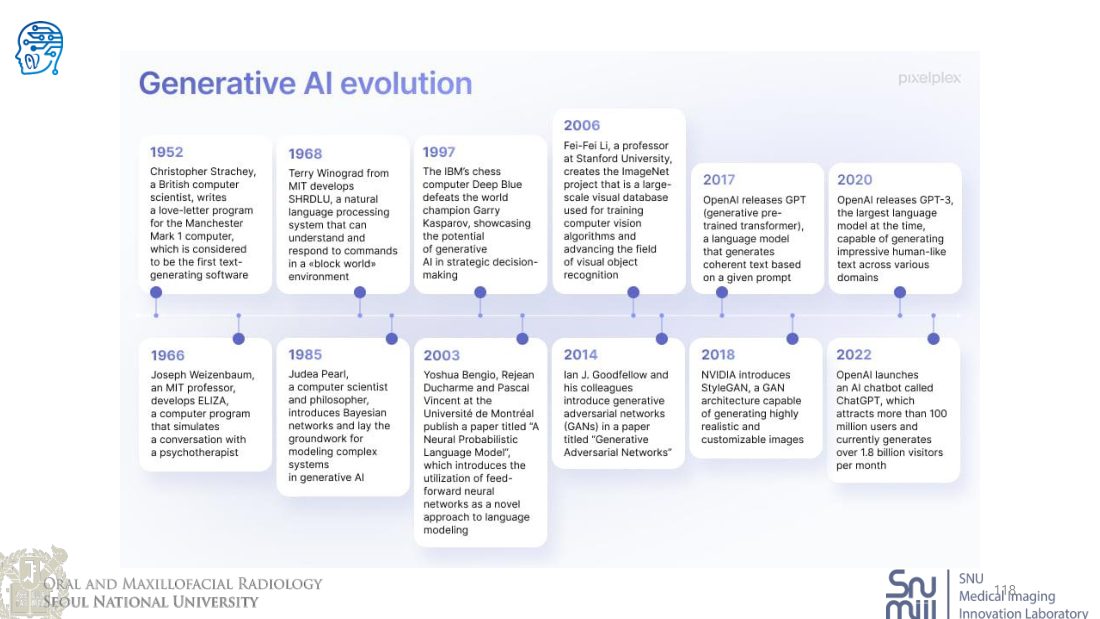 Generative AI evolution
pixelplex
1952
Christopher Strachey,
a British computer
scientist, writes
a love-letter program
for the Manchester
Mark 1 computer,
which is considered
to be the first text-
generating software
1968
Terry Winograd from
MIT develops
SHRDLU, a natural
language processing
system that can
understand and
respond to commands
in a «block world»
environment
1997
The IBM’s chess
computer Deep Blue
defeats the world
champion Garry
Kasparov, showcasing
the potential
of generative
AI in strategic decision-
making
2006
Fei-Fei Li, a professor
at Stanford University,
creates the ImageNet
project that is a large-
scale visual database
used for training
computer vision
algorithms and
advancing the field
of visual object
recognition
2017
OpenAI releases GPT
(generative pre-
trained transformer),
a language model
that generates
coherent text based
on a given prompt
2020
OpenAI releases GPT-3,
the largest language
model at the time,
capable of generating
impressive human-like
text across various
domains
1966
Joseph Weizenbaum,
an MIT professor,
develops ELIZA,
a computer program
that simulates
a conversation with
a psychotherapist
1985
Judea Pearl,
a computer scientist
and philosopher,
introduces Bayesian
networks and lay the
groundwork for
modeling complex
systems
in generative AI
2003
Yoshua Bengio, Rejean
Ducharme and Pascal
Vincent at the
Université de Montréal
publish a paper titled “A
Neural Probabilistic
Language Model”,
which introduces the
utilization of feed-
forward neural
networks as a novel
approach to language
modeling
2014
Ian J. Goodfellow and
his colleagues
introduce generative
adversarial networks
(GANs) in a paper
titled “Generative
Adversarial Networks”
2018
NVIDIA introduces
StyleGAN, a GAN
architecture capable
of generating highly
realistic and
customizable images
2022
OpenAI launches
an AI chatbot called
ChatGPT, which
attracts more than 100
million users and
currently generates
over 1.8 billion visitors
per month
ORAL AND MAXILLOFACIAL RADIOLOGY
SEOUL NATIONAL UNIVERSITY
SNU
miil
SNU
Medical Imaging
Innovation Laboratory
118